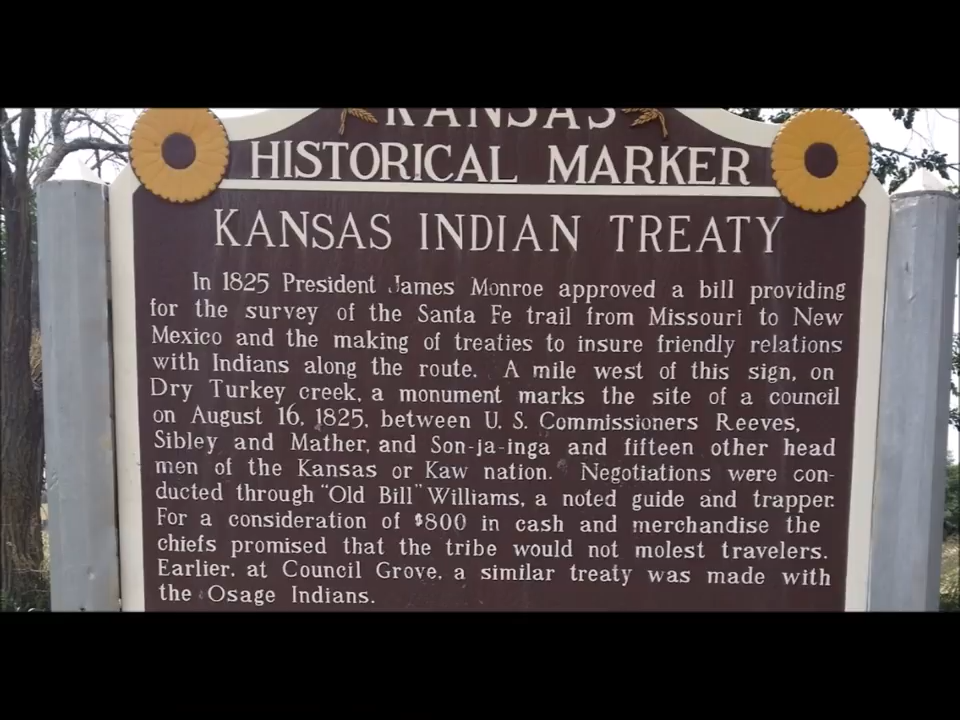 KANSAS
HISTORICAL MARKER
KANSAS INDIAN TREATY
In 1825 President James Monroe approved a bill providing
for the survey of the Santa Fe trail from Missouri to New
Mexico and the making of treaties to insure friendly relations
with Indians along the route. A mile west of this sign, on
Dry Turkey creek, a monument marks the site of a council
on August 16, 1825, between U. S. Commissioners Reeves,
Sibley and Mather, and Son-ja-inga and fifteen other head
men of the Kansas or Kaw nation. Negotiations were con-
ducted through "Old Bill" Williams, a noted guide and trapper.
For a consideration of $800 in cash and merchandise the
chiefs promised that the tribe would not molest travelers.
Earlier, at Council Grove, a similar treaty was made with
the Osage Indians.